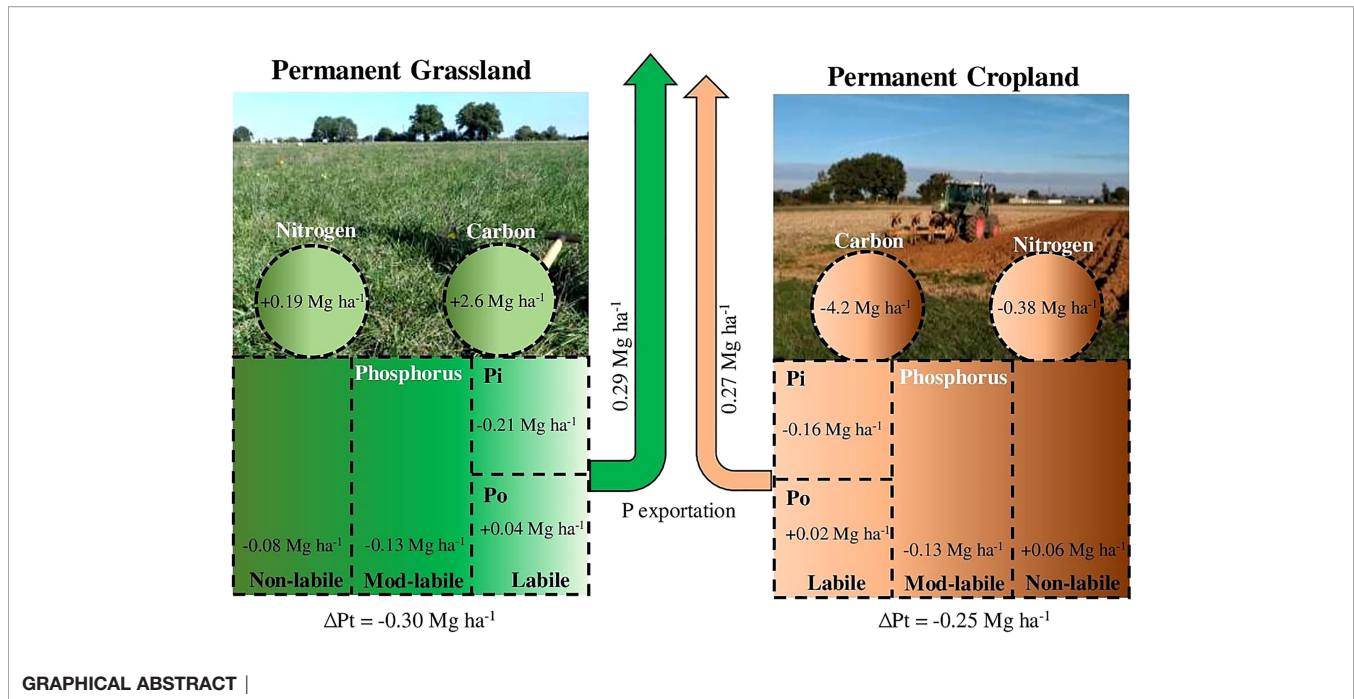 Permanent Grassland
Nitrogen
Carbon
+0.19 Mg ha⁻¹
+2.6 Mg ha⁻¹
Phosphorus
Pi
-0.21 Mg ha⁻¹
Po
+0.04 Mg ha⁻¹
-0.08 Mg ha⁻¹
-0.13 Mg ha⁻¹
Non-labile
Mod-labile
Labile
ΔPt = -0.30 Mg ha⁻¹
0.29 Mg ha⁻¹
0.27 Mg ha⁻¹
P exportation
Permanent Cropland
Carbon
Nitrogen
-4.2 Mg ha⁻¹
-0.38 Mg ha⁻¹
Pi
Phosphorus
-0.16 Mg ha⁻¹
Po
+0.02 Mg ha⁻¹
-0.13 Mg ha⁻¹
+0.06 Mg ha⁻¹
Labile
Mod-labile
Non-labile
ΔPt = -0.25 Mg ha⁻¹
GRAPHICAL ABSTRACT |